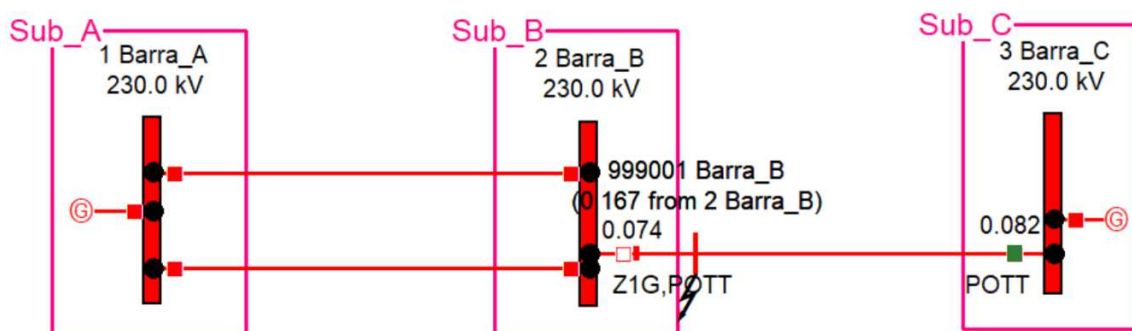 Sub_A
1 Barra_A
230.0 kV
G
Sub_B
2 Barra_B
230.0 kV
999001 Barra_B
(0 167 from 2 Barra_B)
0.074
Z1G,POTT
Sub_C
3 Barra_C
230.0 kV
0.082
G
POTT